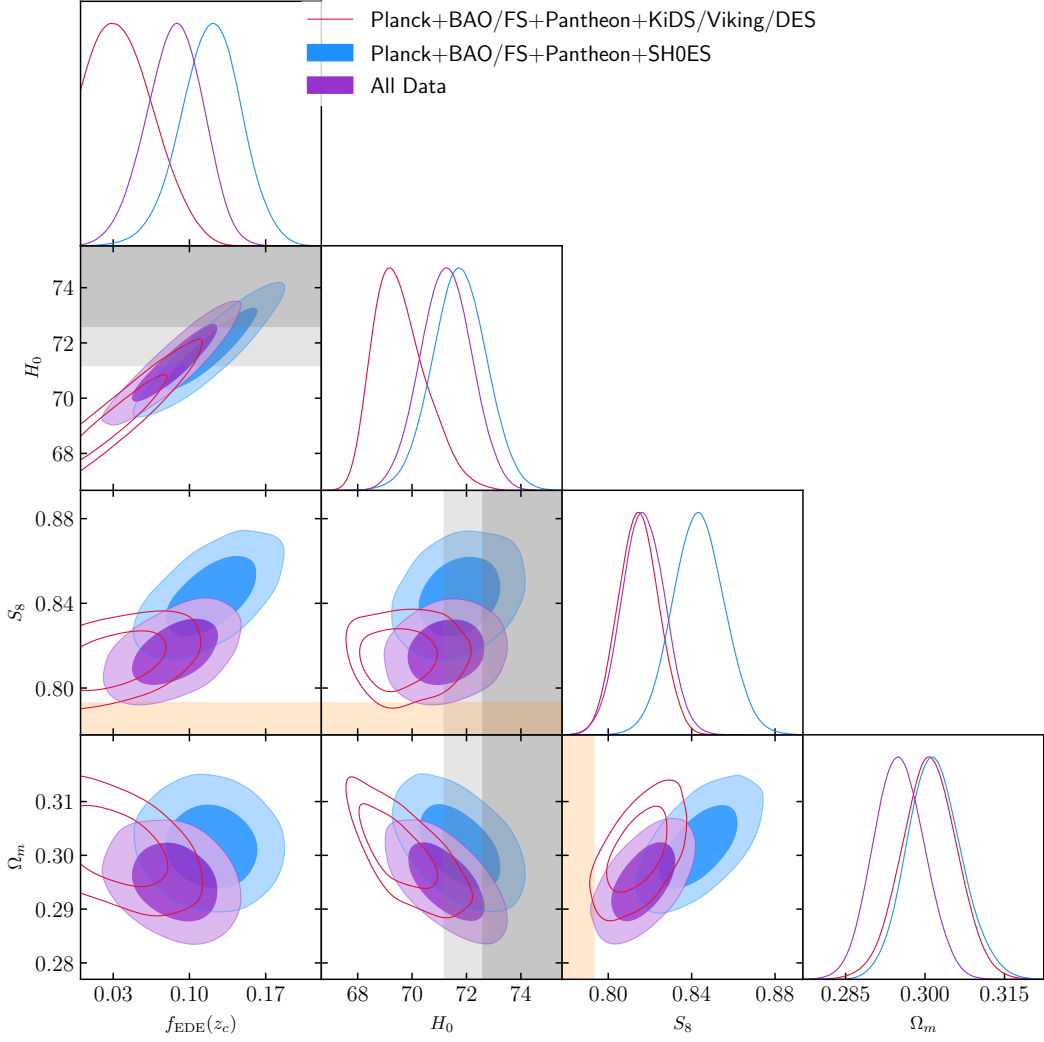 Planck+BAO/FS+Pantheon+KiDS/Viking/DES
Planck+BAO/FS+Pantheon+SH0ES
All Data
74
72
70
68
H₀
0.88
0.84
0.80
S₈
0.31
0.30
0.29
0.28
Ωₘ
0.03 0.10 0.17
68 70 72 74
0.80 0.84 0.88
0.285 0.300 0.315
f_EDE(z_c)
H₀
S₈
Ωₘ